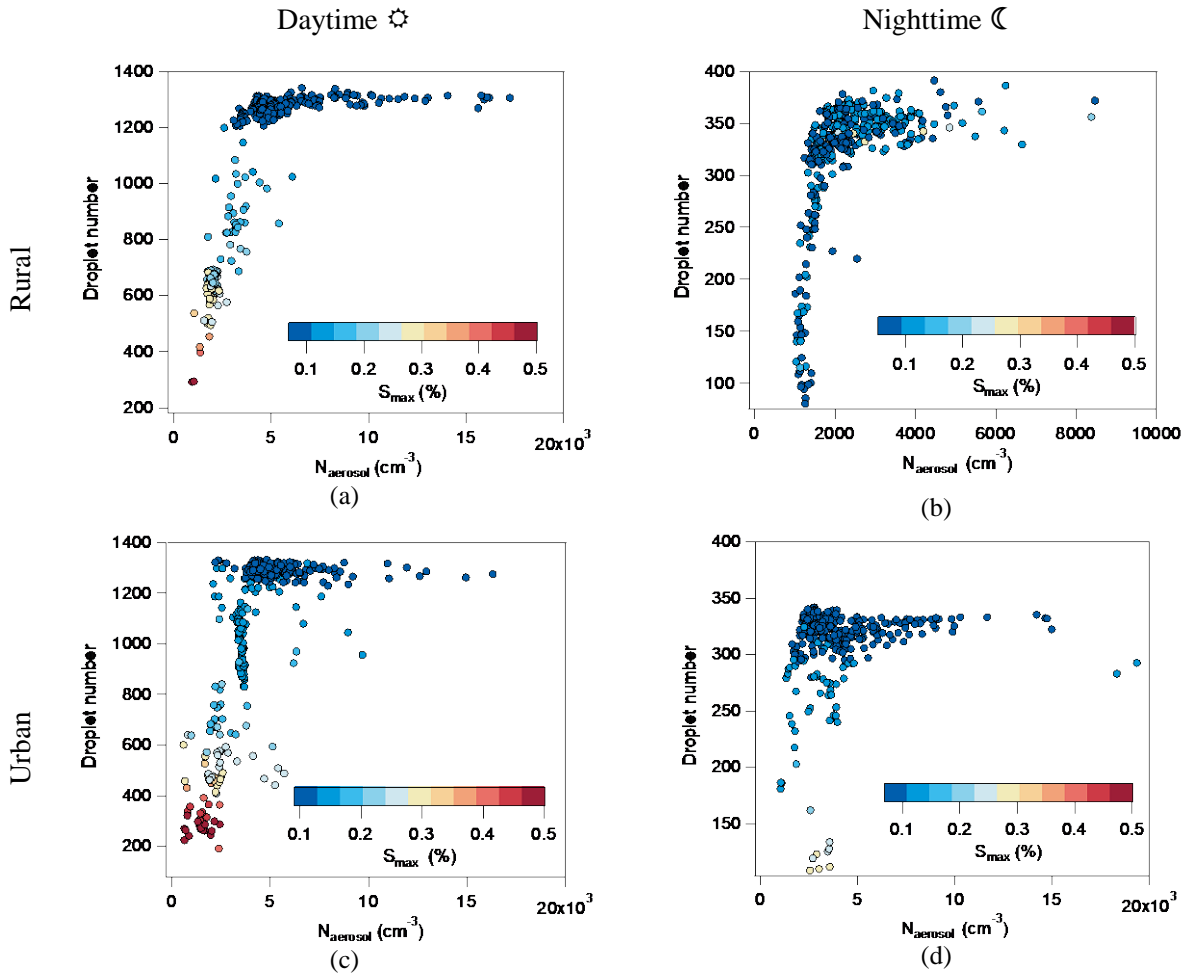 Daytime ☼
Nighttime ☾
Rural
Urban
1400
1200
1000
800
600
400
200
Droplet number
0.1 0.2 0.3 0.4 0.5
Smax (%)
0 5 10 15 20x10³
Naerosol (cm-3)
(a)
400
350
300
250
200
150
100
Droplet number
0.1 0.2 0.3 0.4 0.5
Smax (%)
0 2000 4000 6000 8000 10000
Naerosol (cm-3)
(b)
1400
1200
1000
800
600
400
200
Droplet number
0.1 0.2 0.3 0.4 0.5
Smax (%)
0 5 10 15 20x10³
Naerosol (cm-3)
(c)
400
350
300
250
200
150
Droplet number
0.1 0.2 0.3 0.4 0.5
Smax (%)
0 5 10 15 20x10³
Naerosol (cm-3)
(d)